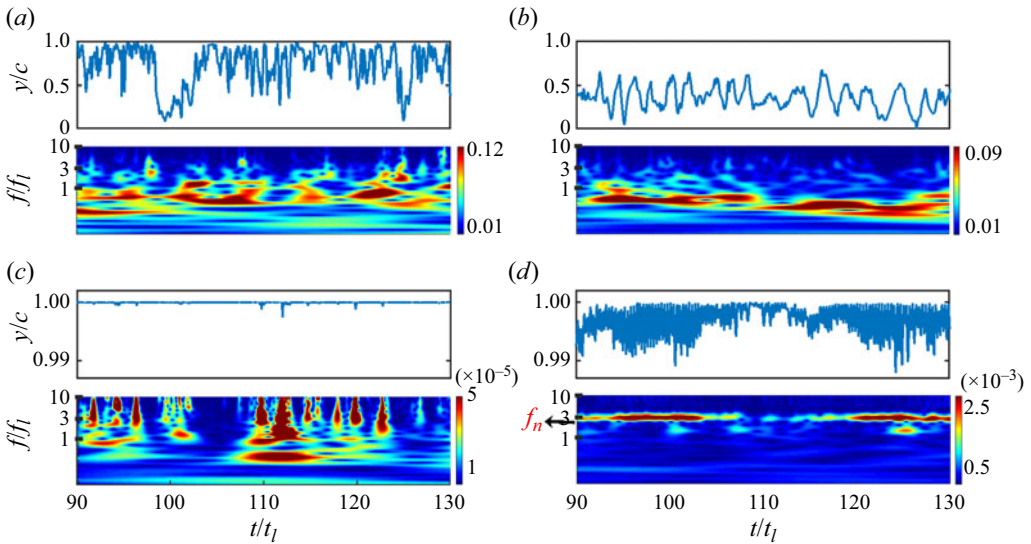 (a) (b)
1.0 1.0
y/c 0.5 0.5
0 0
10 0.12 10 0.09
f/f_l 3 3
1 1
0.01 0.01
(c) (d)
1.00 1.00
y/c
0.99 0.99
(×10⁻⁵) (×10⁻³)
10 5 10 2.5
f/f_l 3 f_n 3
1 1
1 0.5
90 100 110 120 130 90 100 110 120 130
t/t_l t/t_l